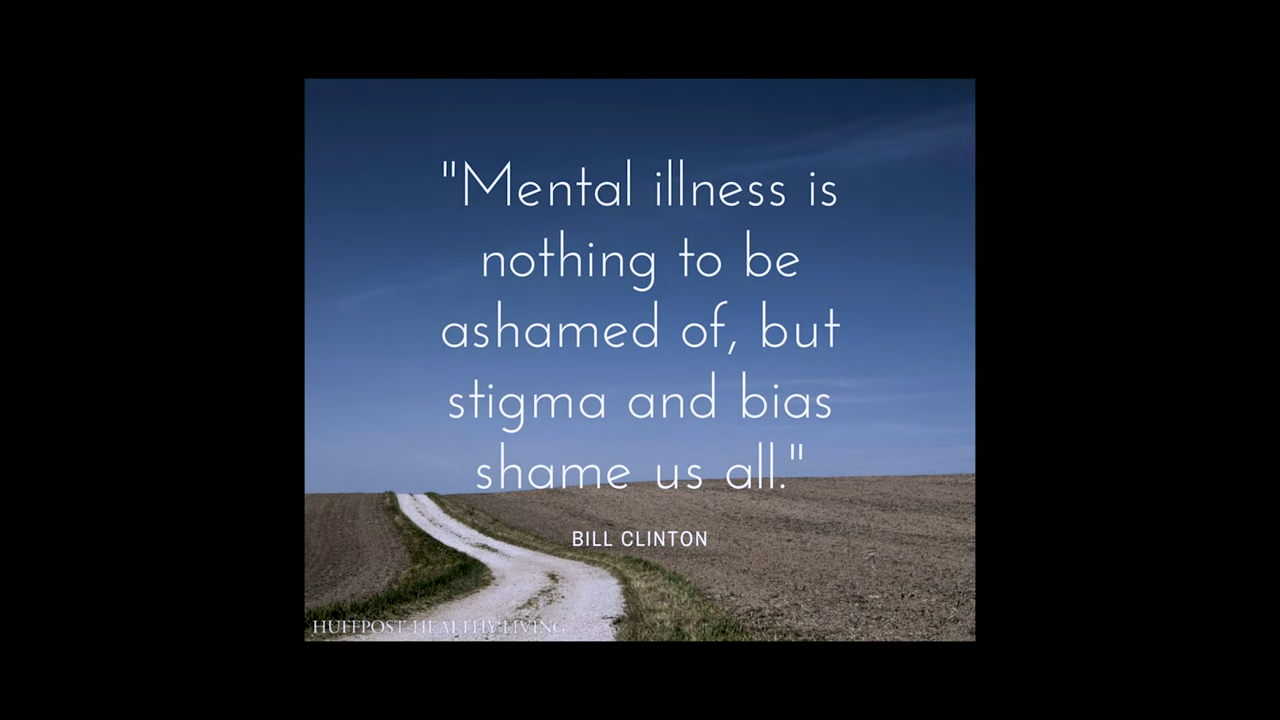 "Mental illness is
nothing to be
ashamed of, but
stigma and bias
shame us all."
BILL CLINTON
HUFFPOST HEALTHY LIVING